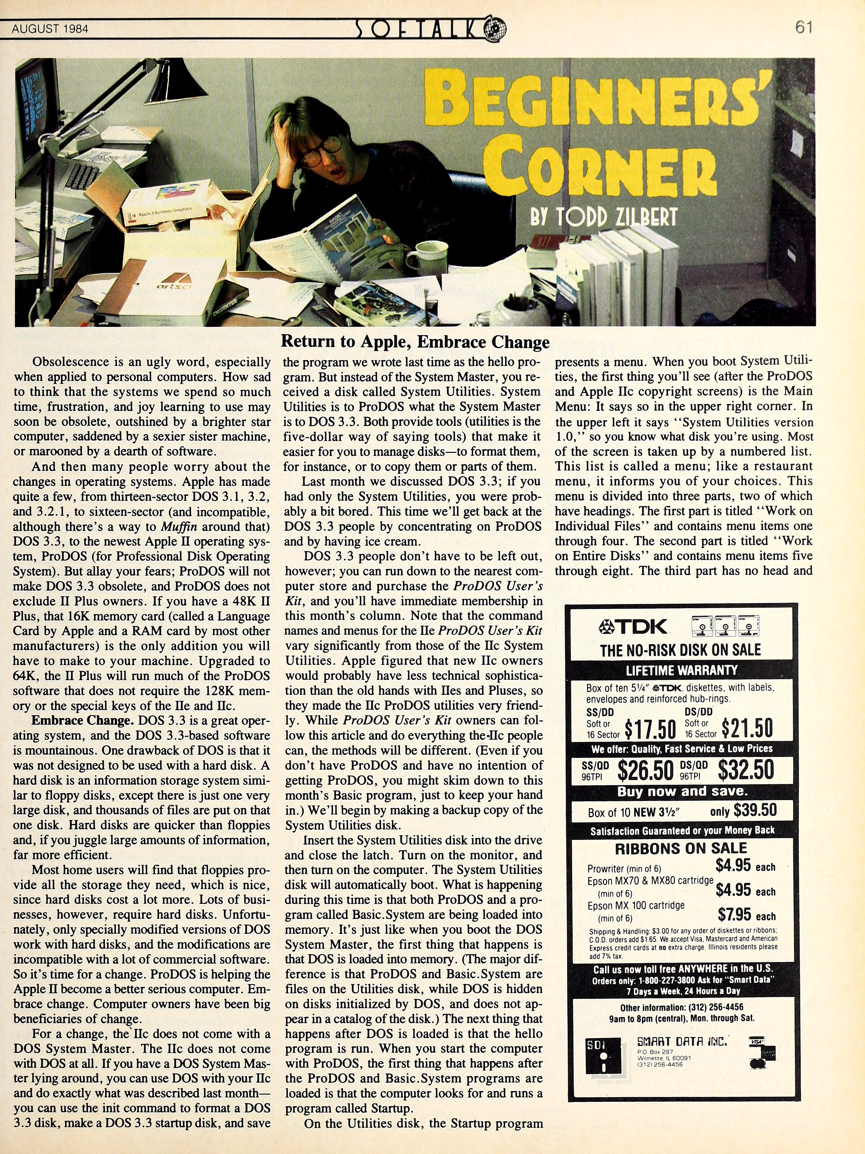 AUGUST 1984
SOFTALK
61
BEGINNERS'
CORNER
BY TODD ZILBERT
Apple II Business Graphics
artsci
Return to Apple, Embrace Change
Obsolescence is an ugly word, especially
when applied to personal computers. How sad
to think that the systems we spend so much
time, frustration, and joy learning to use may
soon be obsolete, outshined by a brighter star
computer, saddened by a sexier sister machine,
or marooned by a dearth of software.
And then many people worry about the
changes in operating systems. Apple has made
quite a few, from thirteen-sector DOS 3.1, 3.2,
and 3.2.1, to sixteen-sector (and incompatible,
although there's a way to Muffin around that)
DOS 3.3, to the newest Apple II operating sys-
tem, ProDOS (for Professional Disk Operating
System). But allay your fears; ProDOS will not
make DOS 3.3 obsolete, and ProDOS does not
exclude II Plus owners. If you have a 48K II
Plus, that 16K memory card (called a Language
Card by Apple and a RAM card by most other
manufacturers) is the only addition you will
have to make to your machine. Upgraded to
64K, the II Plus will run much of the ProDOS
software that does not require the 128K mem-
ory or the special keys of the IIe and IIc.
Embrace Change. DOS 3.3 is a great oper-
ating system, and the DOS 3.3-based software
is mountainous. One drawback of DOS is that it
was not designed to be used with a hard disk. A
hard disk is an information storage system simi-
lar to floppy disks, except there is just one very
large disk, and thousands of files are put on that
one disk. Hard disks are quicker than floppies
and, if you juggle large amounts of information,
far more efficient.
Most home users will find that floppies pro-
vide all the storage they need, which is nice,
since hard disks cost a lot more. Lots of busi-
nesses, however, require hard disks. Unfortu-
nately, only specially modified versions of DOS
work with hard disks, and the modifications are
incompatible with a lot of commercial software.
So it's time for a change. ProDOS is helping the
Apple II become a better serious computer. Em-
brace change. Computer owners have been big
beneficiaries of change.
For a change, the IIc does not come with a
DOS System Master. The IIc does not come
with DOS at all. If you have a DOS System Mas-
ter lying around, you can use DOS with your IIc
and do exactly what was described last month—
you can use the init command to format a DOS
3.3 disk, make a DOS 3.3 startup disk, and save
the program we wrote last time as the hello pro-
gram. But instead of the System Master, you re-
ceived a disk called System Utilities. System
Utilities is to ProDOS what the System Master
is to DOS 3.3. Both provide tools (utilities is the
five-dollar way of saying tools) that make it
easier for you to manage disks—to format them,
for instance, or to copy them or parts of them.
Last month we discussed DOS 3.3; if you
had only the System Utilities, you were prob-
ably a bit bored. This time we'll get back at the
DOS 3.3 people by concentrating on ProDOS
and by having ice cream.
DOS 3.3 people don't have to be left out,
however; you can run down to the nearest com-
puter store and purchase the ProDOS User's
Kit, and you'll have immediate membership in
this month's column. Note that the command
names and menus for the IIe ProDOS User's Kit
vary significantly from those of the IIc System
Utilities. Apple figured that new IIc owners
would probably have less technical sophistica-
tion than the old hands with IIes and Pluses, so
they made the IIc ProDOS utilities very friend-
ly. While ProDOS User's Kit owners can fol-
low this article and do everything the IIc people
can, the methods will be different. (Even if you
don't have ProDOS and have no intention of
getting ProDOS, you might skim down to this
month's Basic program, just to keep your hand
in.) We'll begin by making a backup copy of the
System Utilities disk.
Insert the System Utilities disk into the drive
and close the latch. Turn on the monitor, and
then turn on the computer. The System Utilities
disk will automatically boot. What is happening
during this time is that both ProDOS and a pro-
gram called Basic.System are being loaded into
memory. It's just like when you boot the DOS
System Master, the first thing that happens is
that DOS is loaded into memory. (The major dif-
ference is that ProDOS and Basic.System are
files on the Utilities disk, while DOS is hidden
on disks initialized by DOS, and does not ap-
pear in a catalog of the disk.) The next thing that
happens after DOS is loaded is that the hello
program is run. When you start the computer
with ProDOS, the first thing that happens after
the ProDOS and Basic.System programs are
loaded is that the computer looks for and runs a
program called Startup.
On the Utilities disk, the Startup program
presents a menu. When you boot System Utili-
ties, the first thing you'll see (after the ProDOS
and Apple IIc copyright screens) is the Main
Menu: It says so in the upper right corner. In
the upper left it says "System Utilities version
1.0," so you know what disk you're using. Most
of the screen is taken up by a numbered list.
This list is called a menu; like a restaurant
menu, it informs you of your choices. This
menu is divided into three parts, two of which
have headings. The first part is titled "Work on
Individual Files" and contains menu items one
through four. The second part is titled "Work
on Entire Disks" and contains menu items five
through eight. The third part has no head and
TDK
THE NO-RISK DISK ON SALE
LIFETIME WARRANTY
Box of ten 5¼" TDK diskettes, with labels,
envelopes and reinforced hub-rings.
SS/DD
Soft or
16 Sector $17.50
DS/DD
Soft or
16 Sector $21.50
We offer: Quality, Fast Service & Low Prices
SS/QD
96TPI $26.50
DS/QD
96TPI $32.50
Buy now and save.
Box of 10 NEW 3½" only $39.50
Satisfaction Guaranteed or your Money Back
RIBBONS ON SALE
Prowriter (min of 6) $4.95 each
Epson MX70 & MX80 cartridge
(min of 6) $4.95 each
Epson MX 100 cartridge
(min of 6) $7.95 each
Shipping & Handling: $3.00 for any order of diskettes or ribbons;
C.O.D. orders add $1.65. We accept Visa, Mastercard and American
Express credit cards at no extra charge. Illinois residents please
add 7% tax.
Call us now toll free ANYWHERE in the U.S.
Orders only: 1-800-227-3800 Ask for "Smart Data"
7 Days a Week, 24 Hours a Day
Other information: (312) 256-4456
9am to 8pm (central), Mon. through Sat.
SDI
SMART DATA INC.
P.O. Box 297
Wilmette, IL 60091
(312) 256-4456
VISA